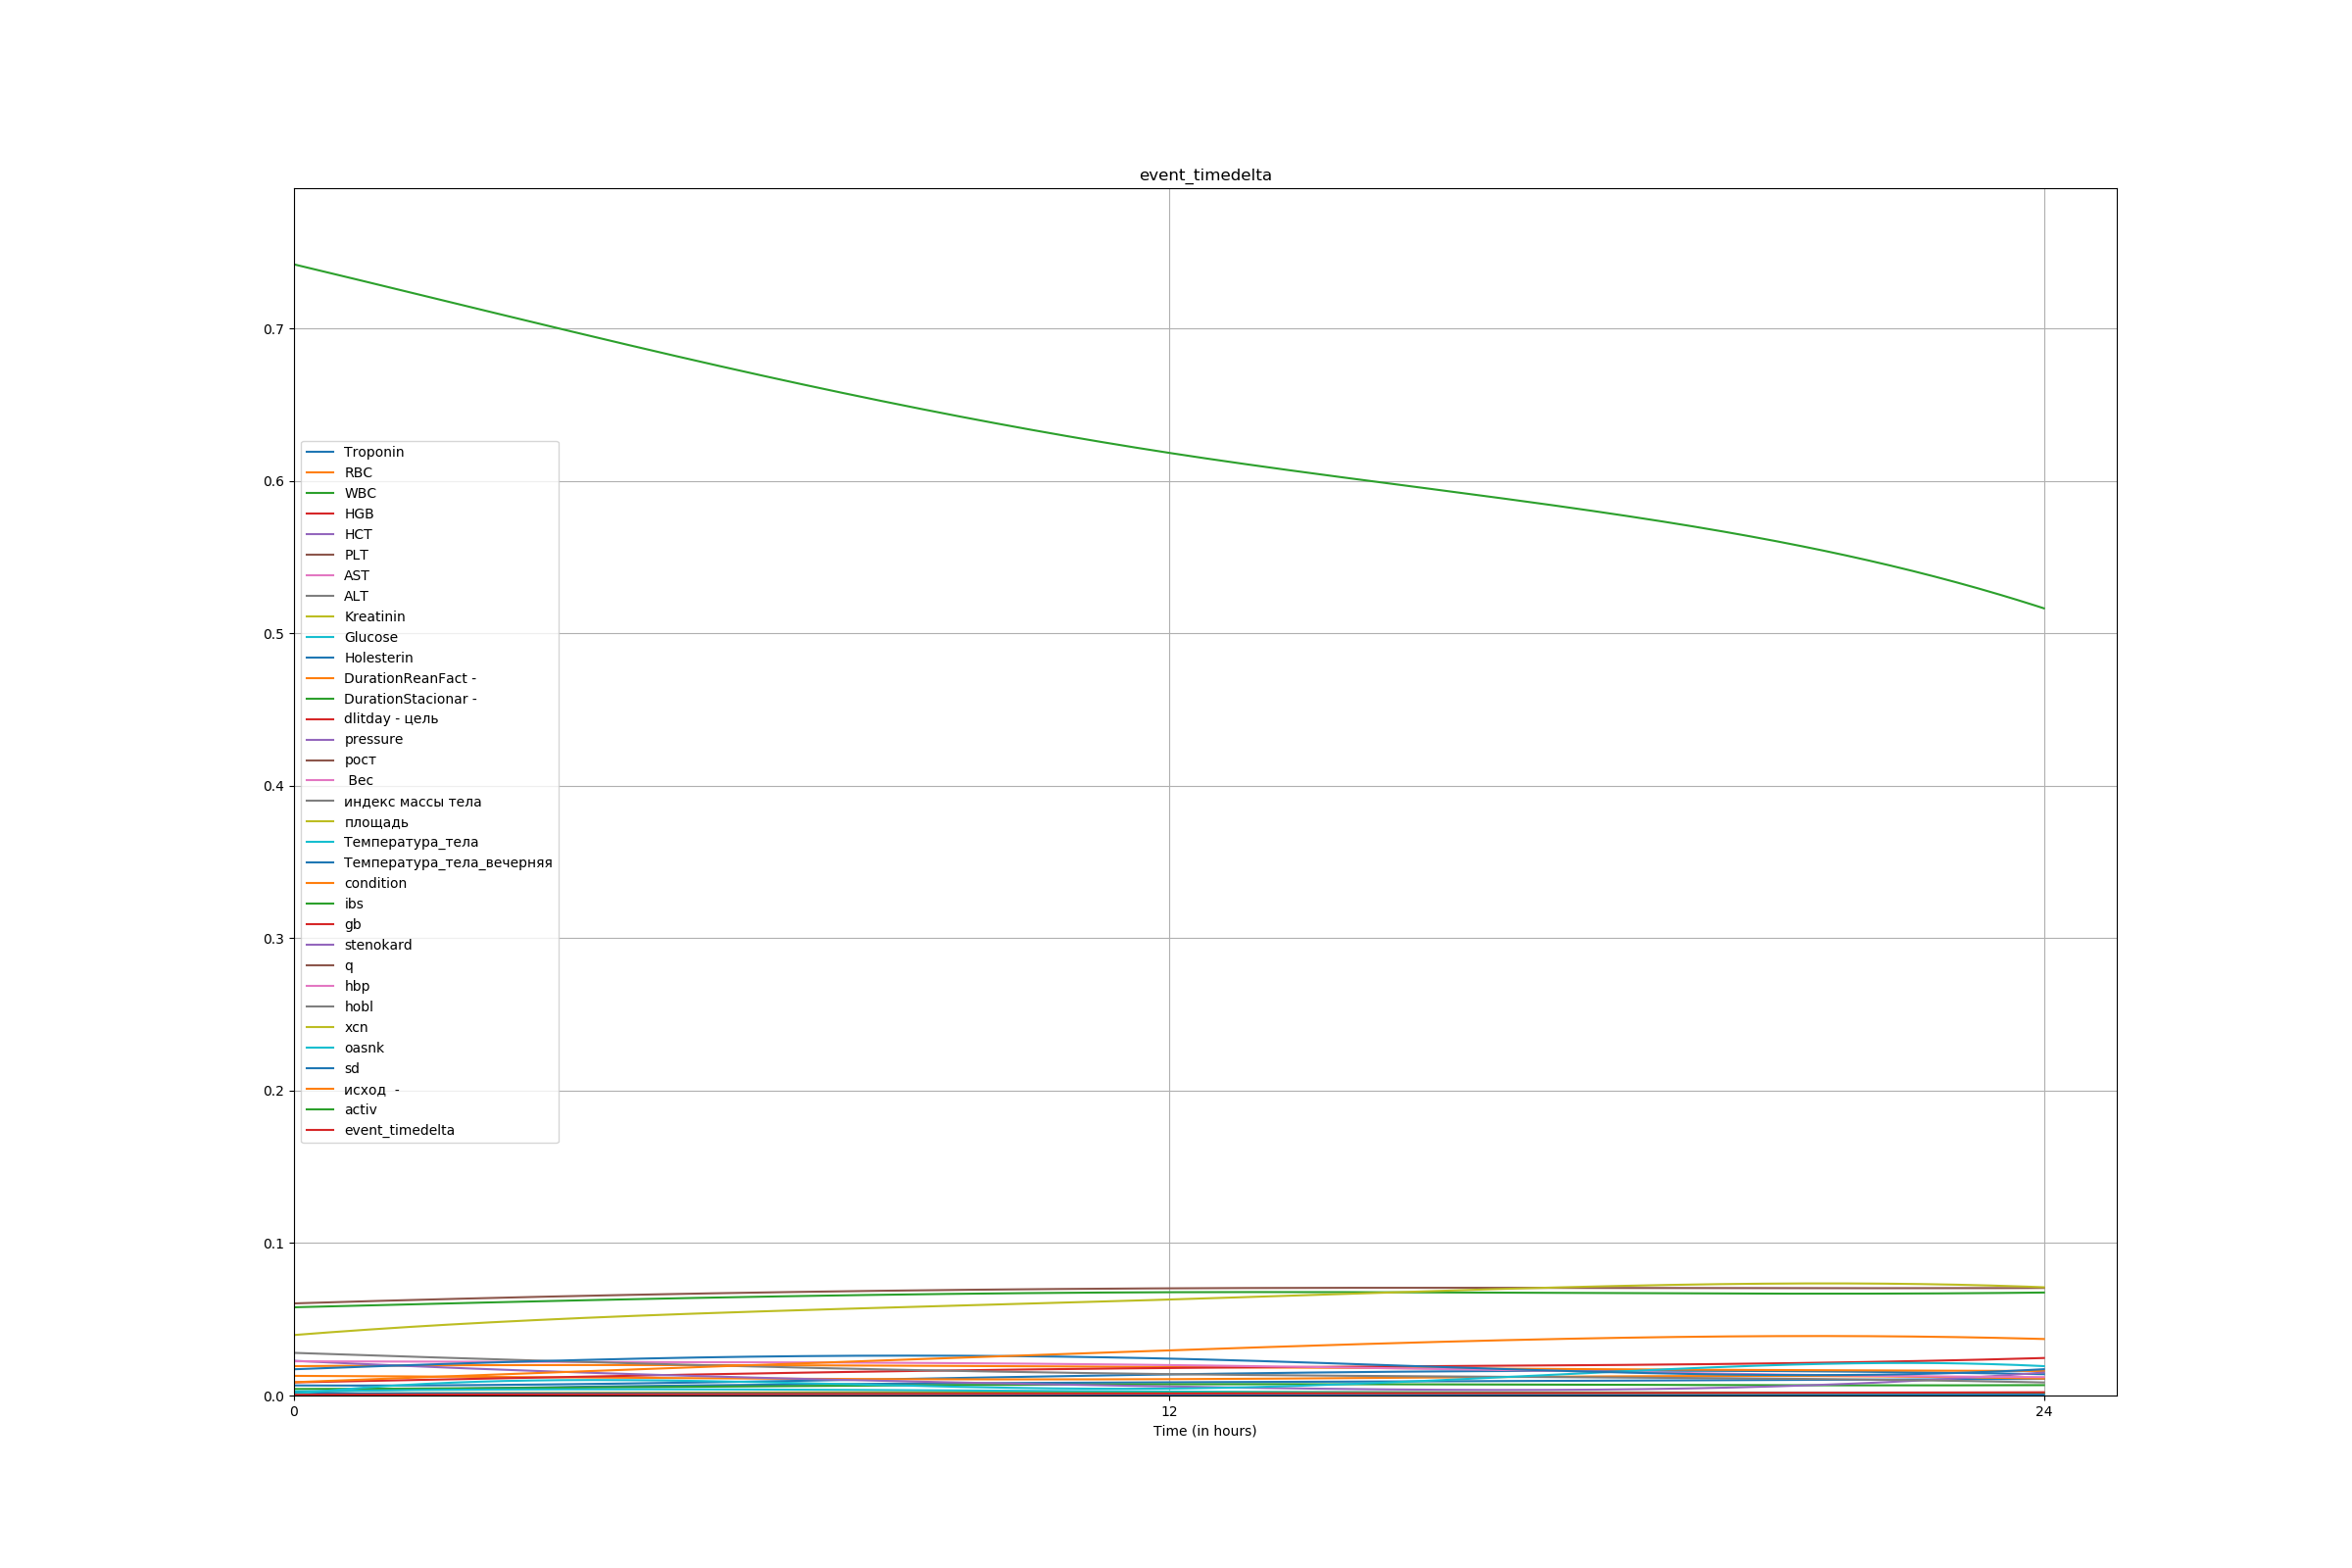 event_timedelta
0.7
0.6
0.5
0.4
0.3
0.2
0.1
0.0
Troponin
RBC
WBC
HGB
HCT
PLT
AST
ALT
Kreatinin
Glucose
Holesterin
DurationReanFact -
DurationStacionar -
dlitday - цель
pressure
рост
Вес
индекс массы тела
площадь
Температура_тела
Температура_тела_вечерняя
condition
ibs
gb
stenokard
q
hbp
hobl
xcn
oasnk
sd
исход  -
activ
event_timedelta
0 12 24
Time (in hours)